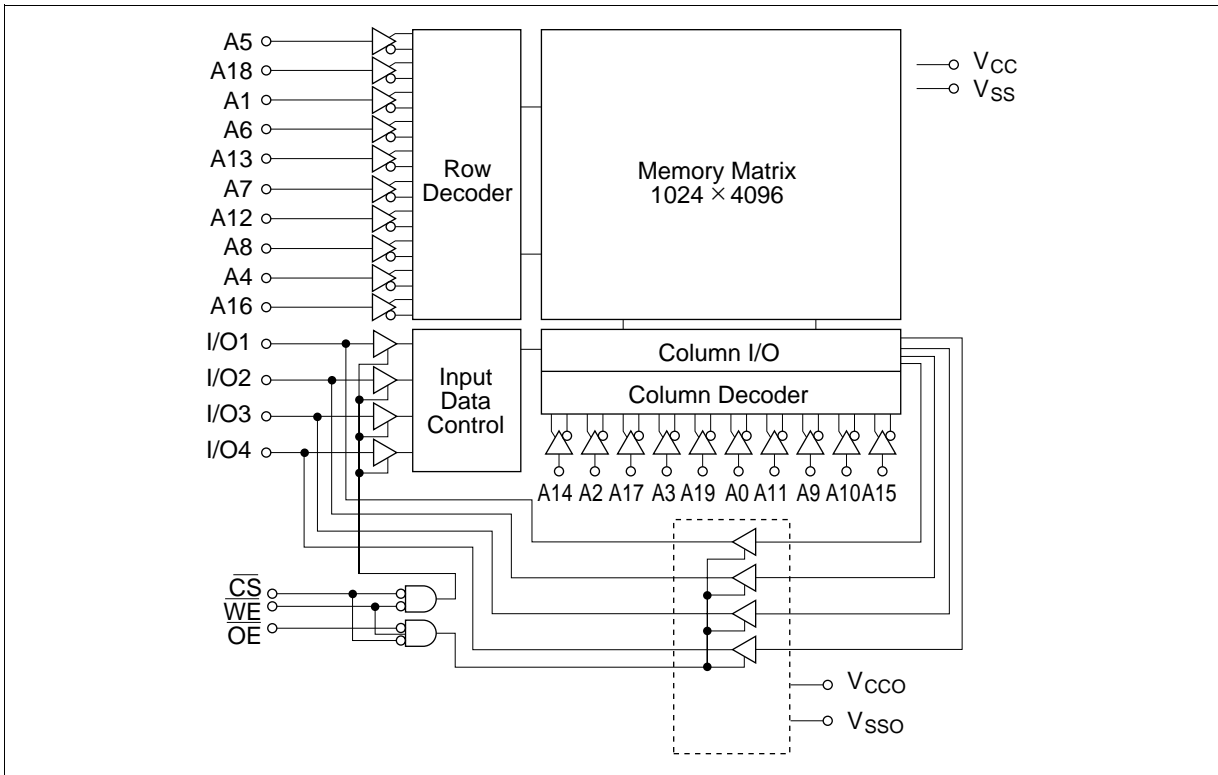 A5
A18
A1
A6
A13
A7
A12
A8
A4
A16
Row
Decoder
Memory Matrix
1024 × 4096
VCC
VSS
I/O1
I/O2
I/O3
I/O4
Input
Data
Control
Column I/O
Column Decoder
A14 A2 A17 A3 A19 A0 A11 A9 A10 A15
CS
WE
OE
VCCO
VSSO